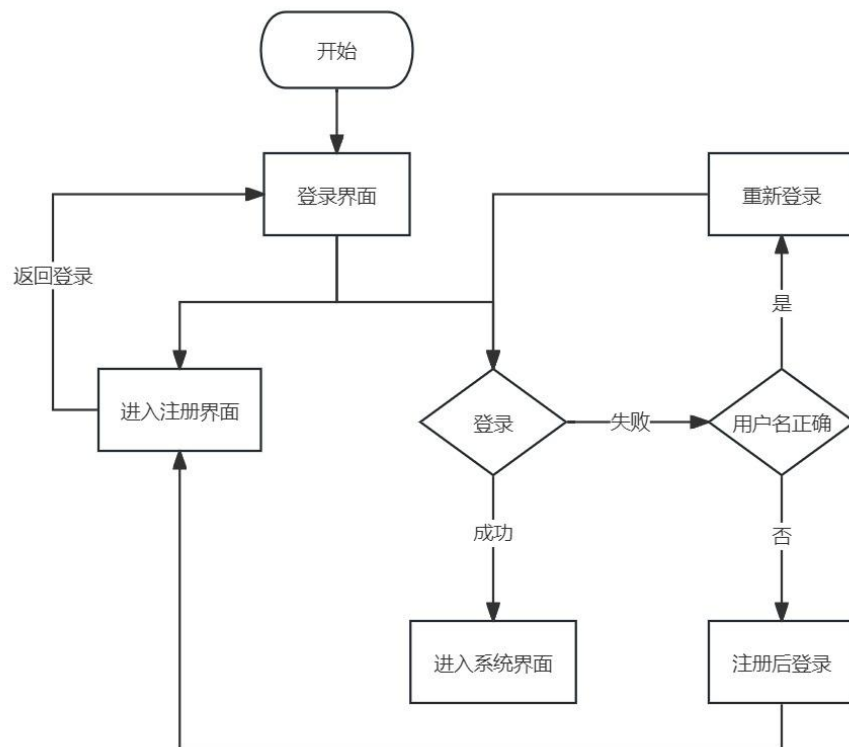 开始
登录界面
重新登录
返回登录
是
进入注册界面
登录
失败
用户名正确
成功
否
进入系统界面
注册后登录